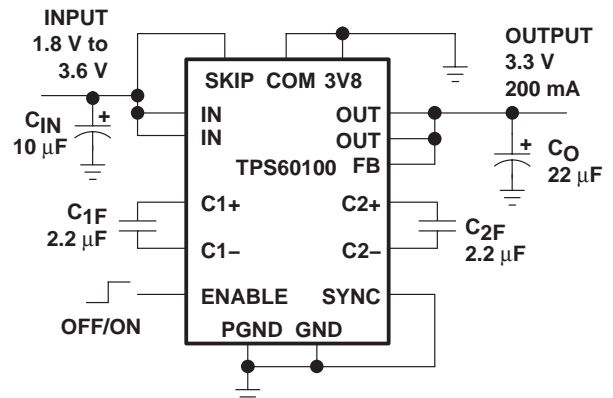 INPUT
1.8 V to
3.6 V
OUTPUT
3.3 V
200 mA
SKIP COM 3V8
IN OUT
IN OUT
TPS60100 FB
CIN
+
10 µF
CO
+
22 µF
C1F
2.2 µF
C1+ C2+
C1− C2−
C2F
2.2 µF
ENABLE SYNC
OFF/ON
PGND GND